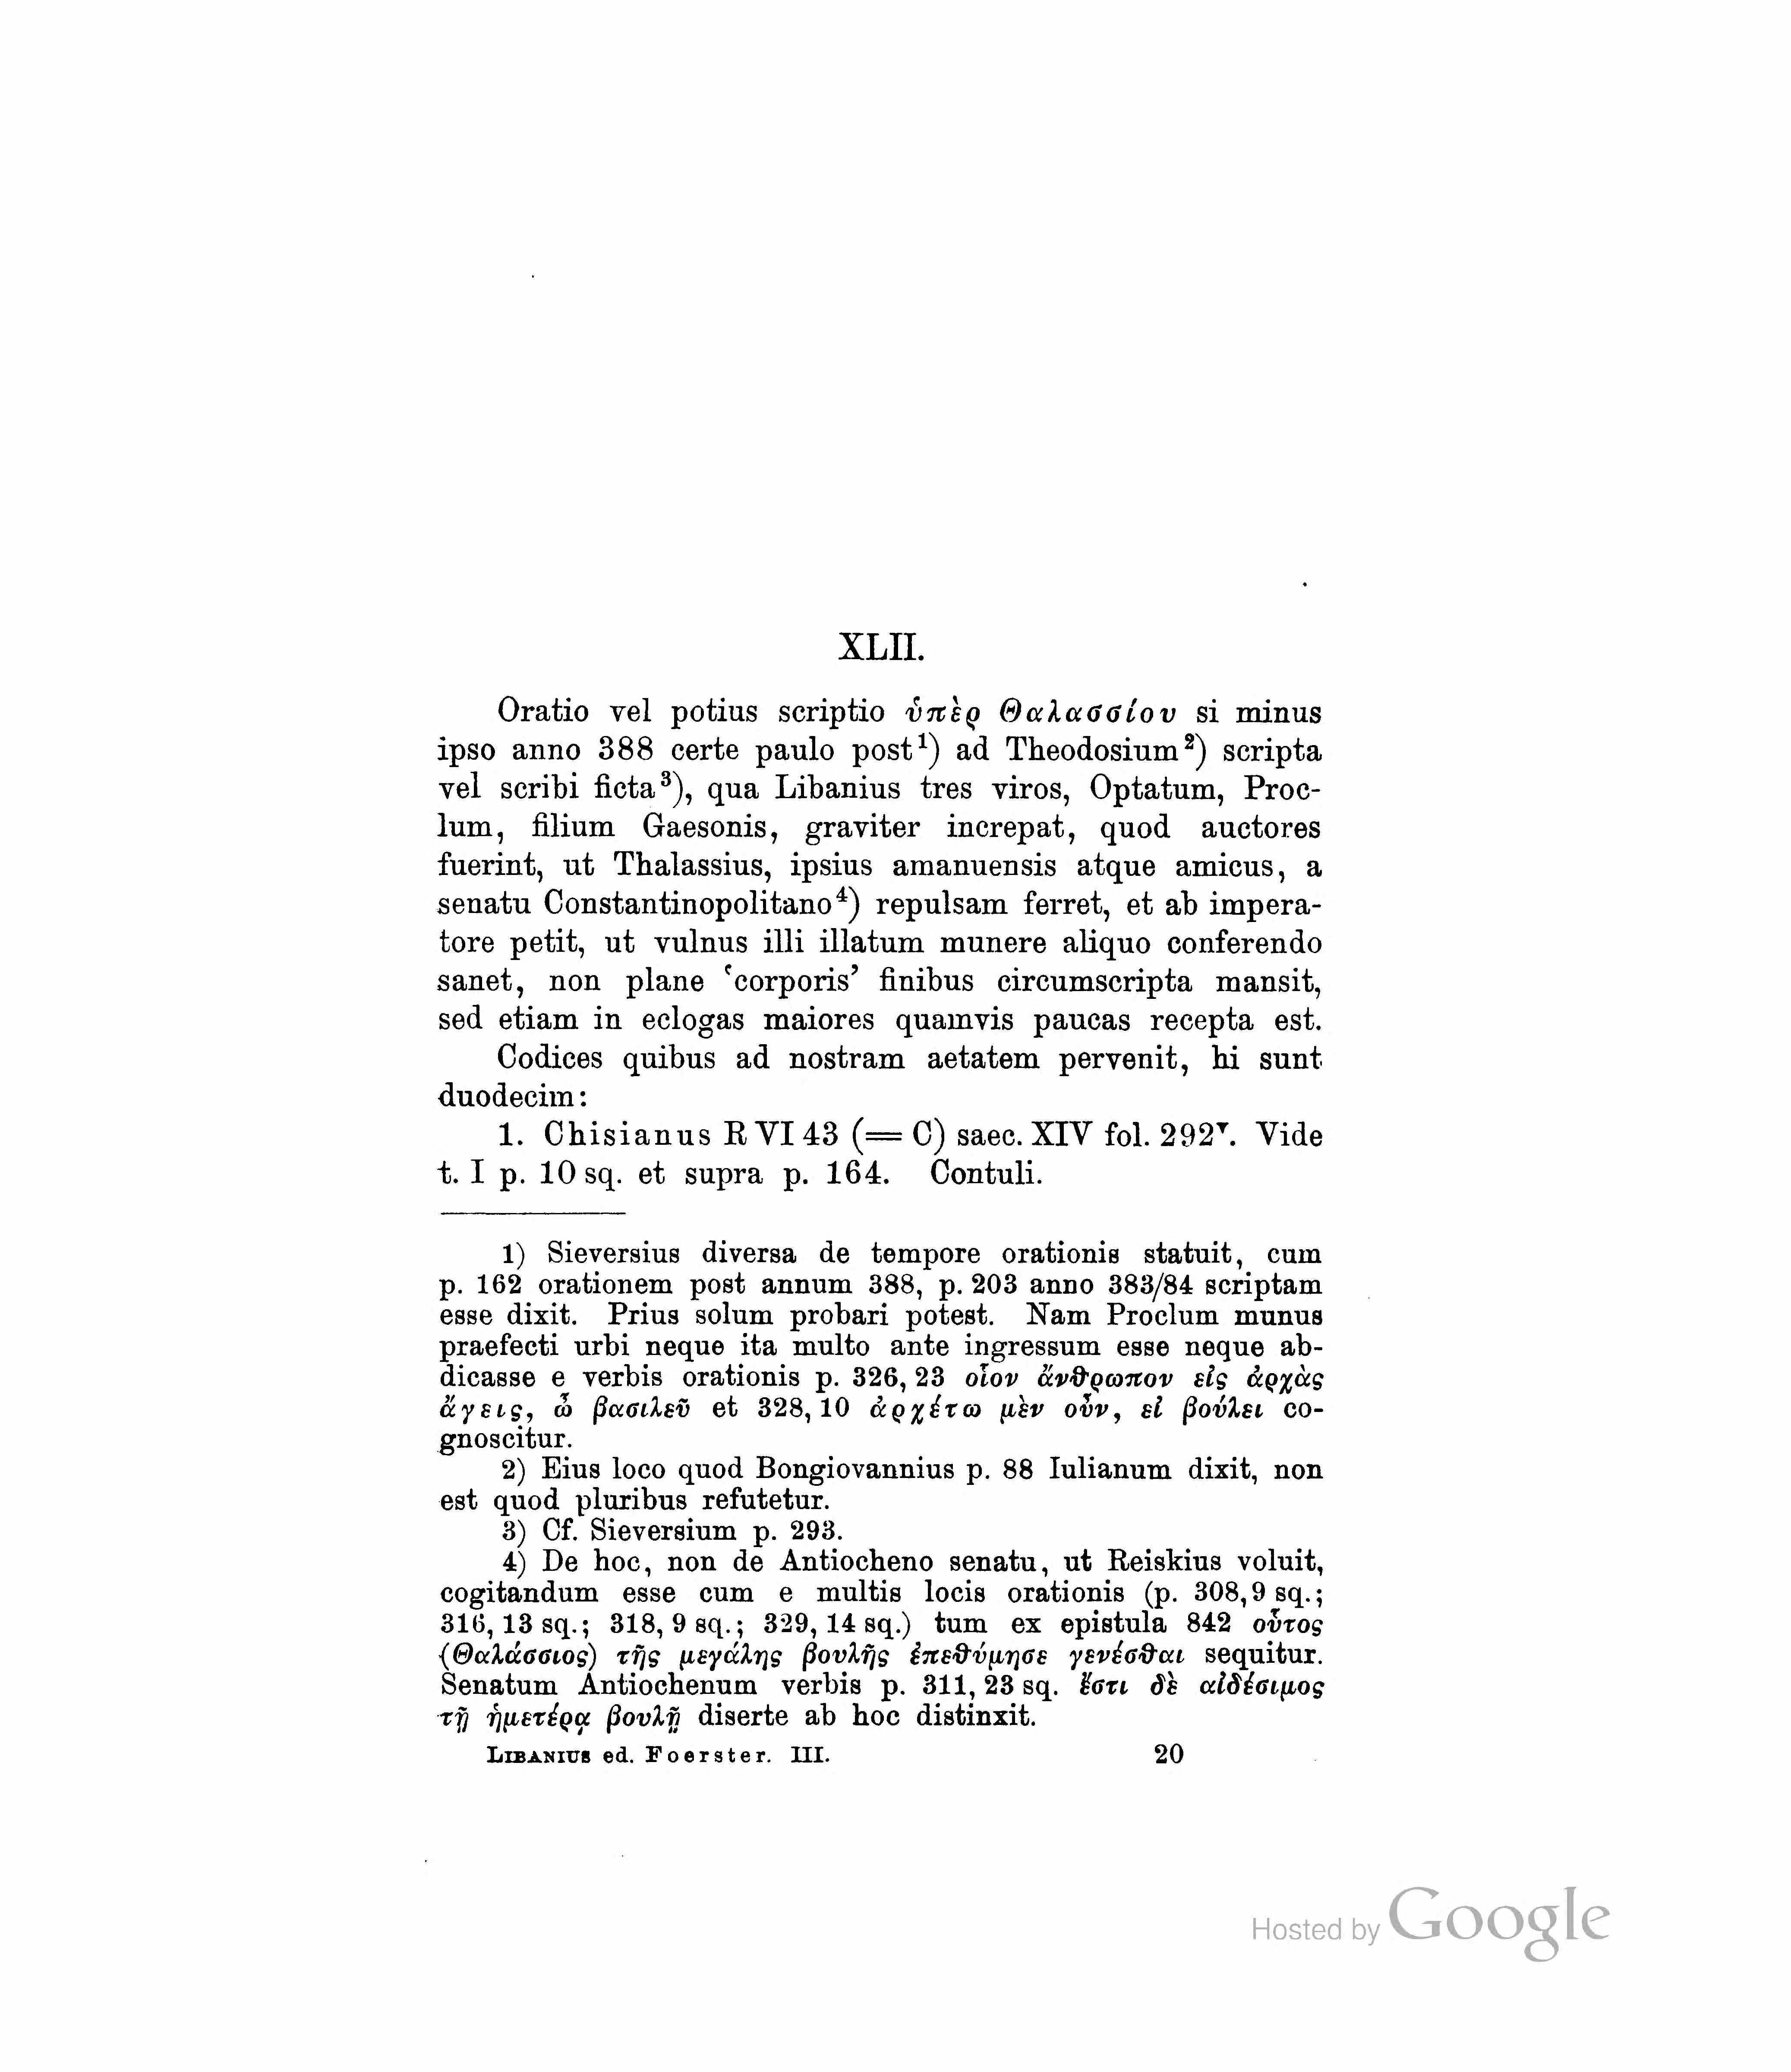 XLII.
Oratio vel potius scriptio ὑπὲρ Θαλασσίου si minus
ipso anno 388 certe paulo post¹) ad Theodosium²) scripta
vel scribi ficta³), qua Libanius tres viros, Optatum, Proc-
lum, filium Gaesonis, graviter increpat, quod auctores
fuerint, ut Thalassius, ipsius amanuensis atque amicus, a
senatu Constantinopolitano⁴) repulsam ferret, et ab impera-
tore petit, ut vulnus illi illatum munere aliquo conferendo
sanet, non plane ‘corporis’ finibus circumscripta mansit,
sed etiam in eclogas maiores quamvis paucas recepta est.
Codices quibus ad nostram aetatem pervenit, hi sunt
duodecim:
1. Chisianus R VI 43 (= C) saec. XIV fol. 292ᵛ. Vide
t. I p. 10 sq. et supra p. 164. Contuli.
1) Sieversius diversa de tempore orationis statuit, cum
p. 162 orationem post annum 388, p. 203 anno 383/84 scriptam
esse dixit. Prius solum probari potest. Nam Proclum munus
praefecti urbi neque ita multo ante ingressum esse neque ab-
dicasse e verbis orationis p. 326, 23 οἷον ἄνθρωπον εἰς ἀρχὰς
ἄγεις, ὦ βασιλεῦ et 328, 10 ἀρχέτω μὲν οὖν, εἰ βούλει co-
gnoscitur.
2) Eius loco quod Bongiovannius p. 88 Iulianum dixit, non
est quod pluribus refutetur.
3) Cf. Sieversium p. 293.
4) De hoc, non de Antiocheno senatu, ut Reiskius voluit,
cogitandum esse cum e multis locis orationis (p. 308, 9 sq.;
316, 13 sq.; 318, 9 sq.; 329, 14 sq.) tum ex epistula 842 οὗτος
(Θαλάσσιος) τῆς μεγάλης βουλῆς ἐπεθύμησε γενέσθαι sequitur.
Senatum Antiochenum verbis p. 311, 23 sq. ἔστι δὲ αἰδέσιμος
τῇ ἡμετέρᾳ βουλῇ diserte ab hoc distinxit.
LIBANIUS ed. Foerster. III. 20
Hosted by Google